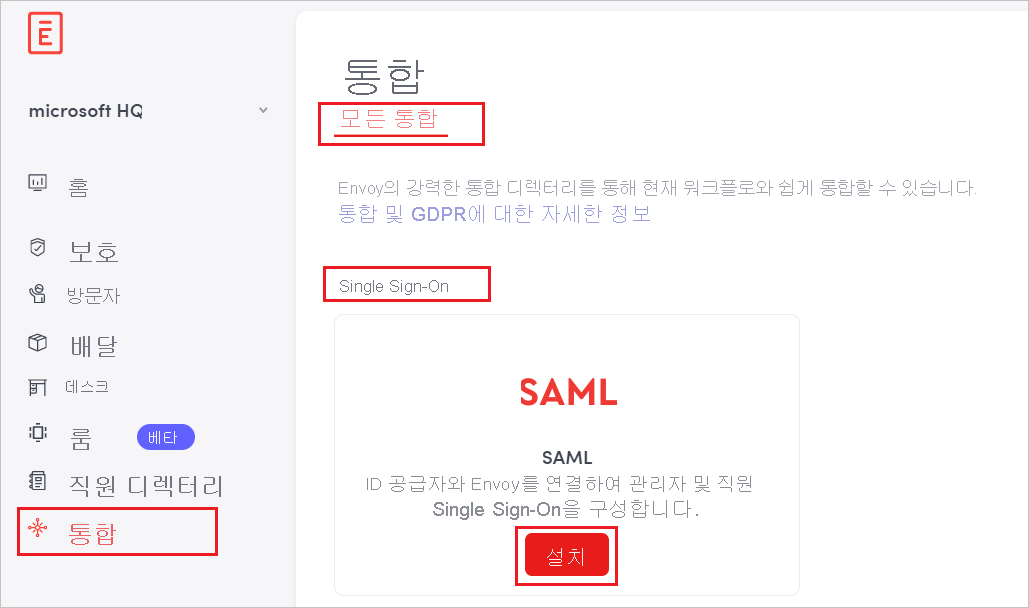 E
microsoft HQ
홈
보호
방문자
배달
데스크
룸 베타
직원 디렉터리
통합
통합
모든 통합
Envoy의 강력한 통합 디렉터리를 통해 현재 워크플로와 쉽게 통합할 수 있습니다.
통합 및 GDPR에 대한 자세한 정보
Single Sign-On
SAML
SAML
ID 공급자와 Envoy를 연결하여 관리자 및 직원
Single Sign-On을 구성합니다.
설치